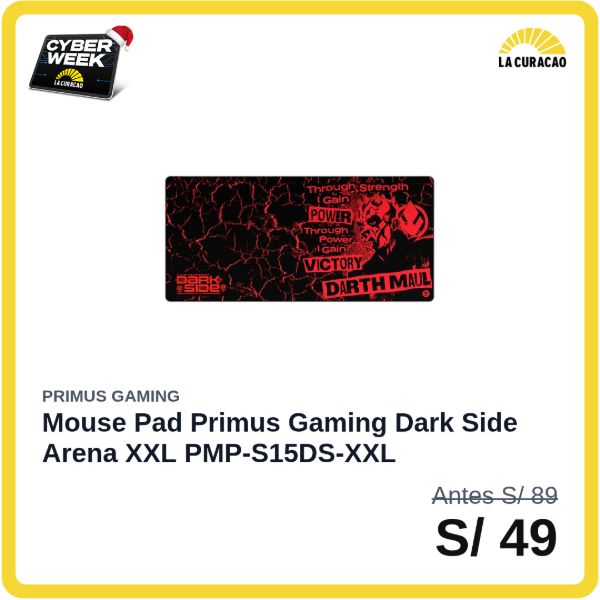 CYBER
WEEK
LA CURACAO
LA CURACAO
Through Strength
I Gain
POWER
Through
Power
I Gain
VICTORY
DARTH MAUL
DARK
SIDE
PRIMUS GAMING
Mouse Pad Primus Gaming Dark Side
Arena XXL PMP-S15DS-XXL
Antes S/ 89
S/ 49